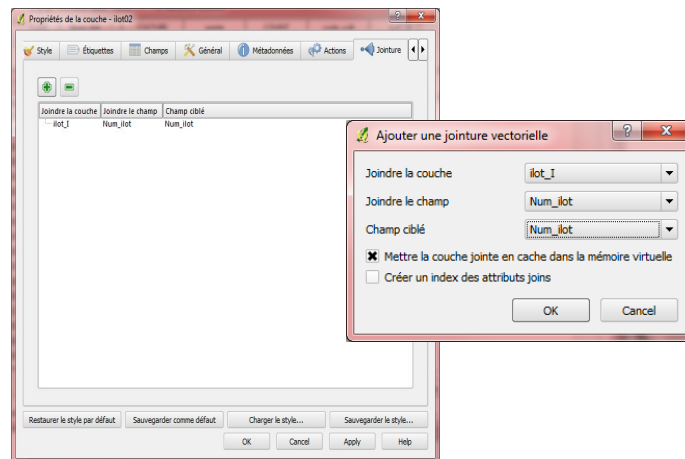 Propriétés de la couche - ilot02
Style Étiquettes Champs Général Métadonnées Actions Jointure
Joindre la couche Joindre le champ Champ ciblé
ilot_I Num_ilot Num_ilot
Restaurer le style par défaut Sauvegarder comme défaut Charger le style... Sauvegarder le style...
OK Cancel Apply Help
Ajouter une jointure vectorielle
Joindre la couche ilot_I
Joindre le champ Num_ilot
Champ ciblé Num_ilot
Mettre la couche jointe en cache dans la mémoire virtuelle
Créer un index des attributs joins
OK Cancel